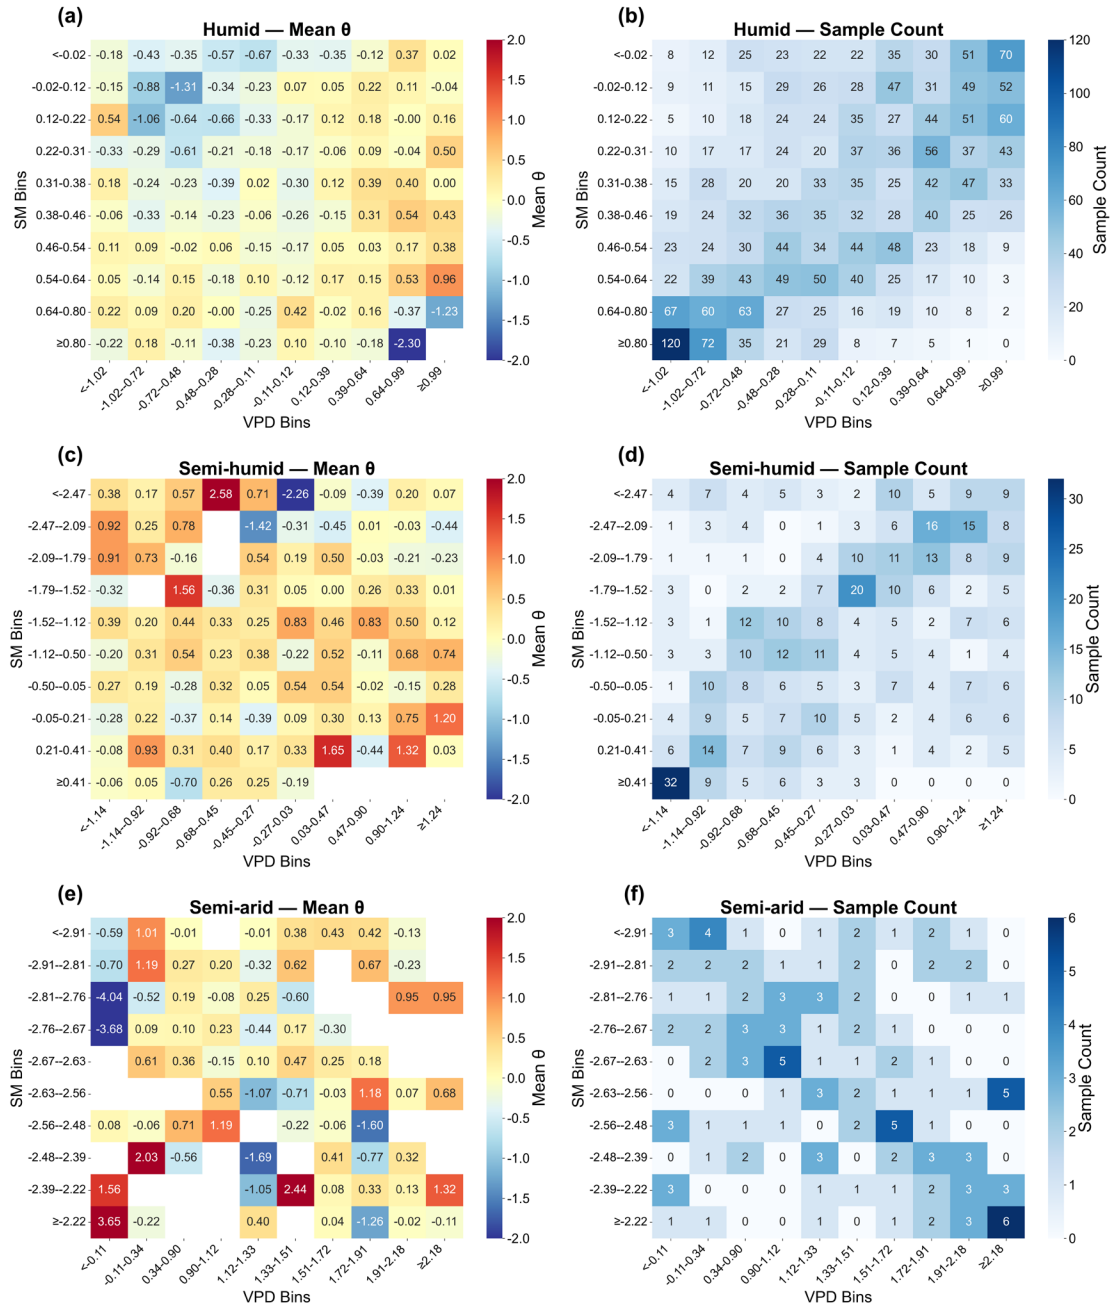 (a)
Humid — Mean θ
<-0.02 -0.18 -0.43 -0.35 -0.57 -0.67 -0.33 -0.35 -0.12 0.37 0.02
-0.02-0.12 -0.15 -0.88 -1.31 -0.34 -0.23 0.07 0.05 0.22 0.11 -0.04
0.12-0.22 0.54 -1.06 -0.64 -0.66 -0.33 -0.17 0.12 0.18 -0.00 0.16
0.22-0.31 -0.33 -0.29 -0.61 -0.21 -0.18 -0.17 -0.06 0.09 -0.04 0.50
0.31-0.38 0.18 -0.24 -0.23 -0.39 0.02 -0.30 0.12 0.39 0.40 0.00
0.38-0.46 -0.06 -0.33 -0.14 -0.23 -0.06 -0.26 -0.15 0.31 0.54 0.43
0.46-0.54 0.11 0.09 -0.02 0.06 -0.15 -0.17 0.05 0.03 0.17 0.38
0.54-0.64 0.05 -0.14 0.15 -0.18 0.10 -0.12 0.17 0.15 0.53 0.96
0.64-0.80 0.22 0.09 0.20 -0.00 -0.25 0.42 -0.02 0.16 -0.37 -1.23
≥0.80 -0.22 0.18 -0.11 -0.38 -0.23 0.10 -0.10 -0.18 -2.30
<-1.02 -1.02--0.72 -0.72--0.48 -0.48--0.28 -0.28--0.11 -0.11-0.12 0.12-0.39 0.39-0.64 0.64-0.99 ≥0.99
VPD Bins
SM Bins
2.0
1.5
1.0
0.5
0.0
-0.5
-1.0
-1.5
-2.0
Mean θ
(b)
Humid — Sample Count
<-0.02 8 12 25 23 22 22 35 30 51 70
-0.02-0.12 9 11 15 29 26 28 47 31 49 52
0.12-0.22 5 10 18 24 24 35 27 44 51 60
0.22-0.31 10 17 17 24 20 37 36 56 37 43
0.31-0.38 15 28 20 20 33 35 25 42 47 33
0.38-0.46 19 24 32 36 35 32 28 40 25 26
0.46-0.54 23 24 30 44 34 44 48 23 18 9
0.54-0.64 22 39 43 49 50 40 25 17 10 3
0.64-0.80 67 60 63 27 25 16 19 10 8 2
≥0.80 120 72 35 21 29 8 7 5 1 0
<-1.02 -1.02--0.72 -0.72--0.48 -0.48--0.28 -0.28--0.11 -0.11-0.12 0.12-0.39 0.39-0.64 0.64-0.99 ≥0.99
VPD Bins
SM Bins
120
100
80
60
40
20
0
Sample Count
(c)
Semi-humid — Mean θ
<-2.47 0.38 0.17 0.57 2.58 0.71 -2.26 -0.09 -0.39 0.20 0.07
-2.47--2.09 0.92 0.25 0.78 -1.42 -0.31 -0.45 0.01 -0.03 -0.44
-2.09--1.79 0.91 0.73 -0.16 0.54 0.19 0.50 -0.03 -0.21 -0.23
-1.79--1.52 -0.32 1.56 -0.36 0.31 0.05 0.00 0.26 0.33 0.01
-1.52--1.12 0.39 0.20 0.44 0.33 0.25 0.83 0.46 0.83 0.50 0.12
-1.12--0.50 -0.20 0.31 0.54 0.23 0.38 -0.22 0.52 -0.11 0.68 0.74
-0.50--0.05 0.27 0.19 -0.28 0.32 0.05 0.54 0.54 -0.02 -0.15 0.28
-0.05-0.21 -0.28 0.22 -0.37 0.14 -0.39 0.09 0.30 0.13 0.75 1.20
0.21-0.41 -0.08 0.93 0.31 0.40 0.17 0.33 1.65 -0.44 1.32 0.03
≥0.41 -0.06 0.05 -0.70 0.26 0.25 -0.19
<-1.14 -1.14--0.92 -0.92--0.68 -0.68--0.45 -0.45--0.27 -0.27-0.03 0.03-0.47 0.47-0.90 0.90-1.24 ≥1.24
VPD Bins
SM Bins
2.0
1.5
1.0
0.5
0.0
-0.5
-1.0
-1.5
-2.0
Mean θ
(d)
Semi-humid — Sample Count
<-2.47 4 7 4 5 3 2 10 5 9 9
-2.47--2.09 1 3 4 0 1 3 6 16 15 8
-2.09--1.79 1 1 1 0 4 10 11 13 8 9
-1.79--1.52 3 0 2 2 7 20 10 6 2 5
-1.52--1.12 3 1 12 10 8 4 5 2 7 6
-1.12--0.50 3 3 10 12 11 4 5 4 1 4
-0.50--0.05 1 10 8 6 5 3 7 4 7 6
-0.05-0.21 4 9 5 7 10 5 2 4 6 6
0.21-0.41 6 14 7 9 6 3 1 4 2 5
≥0.41 32 9 5 6 3 3 0 0 0 0
<-1.14 -1.14--0.92 -0.92--0.68 -0.68--0.45 -0.45--0.27 -0.27-0.03 0.03-0.47 0.47-0.90 0.90-1.24 ≥1.24
VPD Bins
SM Bins
30
25
20
15
10
5
0
Sample Count
(e)
Semi-arid — Mean θ
<-2.91 -0.59 1.01 -0.01 -0.01 0.38 0.43 0.42 -0.13
-2.91--2.81 -0.70 1.19 0.27 0.20 -0.32 0.62 0.67 -0.23
-2.81--2.76 -4.04 -0.52 0.19 -0.08 0.25 -0.60 0.95 0.95
-2.76--2.67 -3.68 0.09 0.10 0.23 -0.44 0.17 -0.30
-2.67--2.63 0.61 0.36 -0.15 0.10 0.47 0.25 0.18
-2.63--2.56 0.55 -1.07 -0.71 -0.03 1.18 0.07 0.68
-2.56--2.48 0.08 -0.06 0.71 1.19 -0.22 -0.06 -1.60
-2.48--2.39 2.03 -0.56 -1.69 0.41 -0.77 0.32
-2.39--2.22 1.56 -1.05 2.44 0.08 0.33 0.13 1.32
≥-2.22 3.65 -0.22 0.40 0.04 -1.26 -0.02 -0.11
<-0.11 -0.11-0.34 0.34-0.90 0.90-1.12 1.12-1.33 1.33-1.51 1.51-1.72 1.72-1.91 1.91-2.18 ≥2.18
VPD Bins
SM Bins
2.0
1.5
1.0
0.5
0.0
-0.5
-1.0
-1.5
-2.0
Mean θ
(f)
Semi-arid — Sample Count
<-2.91 3 4 1 0 1 2 1 2 1 0
-2.91--2.81 2 2 2 1 1 2 0 2 2 0
-2.81--2.76 1 1 2 3 3 2 0 0 1 1
-2.76--2.67 2 2 3 3 1 2 1 0 0 0
-2.67--2.63 0 2 3 5 1 1 2 1 0 0
-2.63--2.56 0 0 0 1 3 2 1 1 1 5
-2.56--2.48 3 1 1 1 0 2 5 1 0 0
-2.48--2.39 0 1 2 0 3 0 2 3 3 0
-2.39--2.22 3 0 0 0 1 1 1 2 3 3
≥-2.22 1 1 0 0 1 0 1 2 3 6
<-0.11 -0.11-0.34 0.34-0.90 0.90-1.12 1.12-1.33 1.33-1.51 1.51-1.72 1.72-1.91 1.91-2.18 ≥2.18
VPD Bins
SM Bins
6
5
4
3
2
1
0
Sample Count